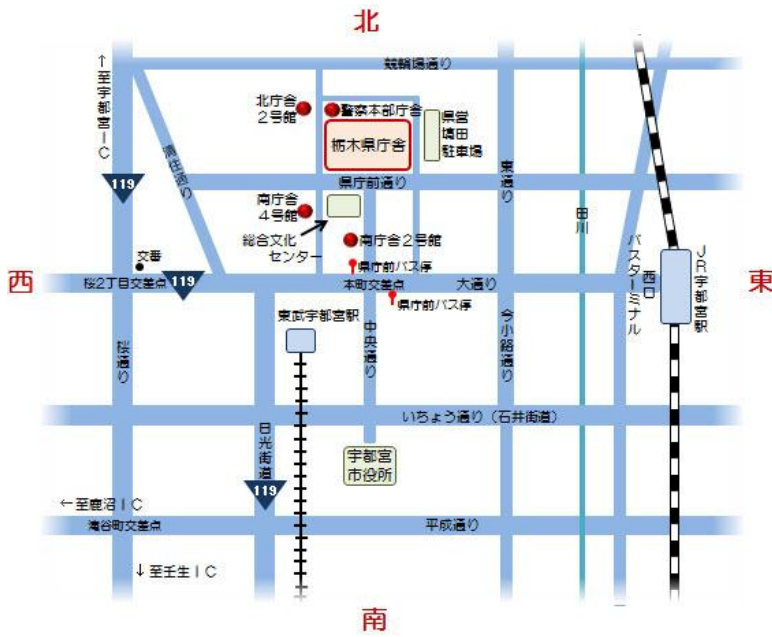 北
競輪場通り
↑至宇都宮IC
北庁舎
2号館
警察本部庁舎
栃木県庁舎
県営
塙田
駐車場
清住通り
119
県庁前通り
東通り
田川
南庁舎
4号館
総合文化
センター
南庁舎2号館
交番
県庁前バス停
西
桜2丁目交差点
119
本町交差点
大通り
県庁前バス停
西口
バスターミナル
JR宇都宮駅
東
東武宇都宮駅
桜通り
中央通り
今小路通り
いちょう通り(石井街道)
日光街道
宇都宮
市役所
119
←至鹿沼IC
滝谷町交差点
平成通り
↓至壬生IC
南